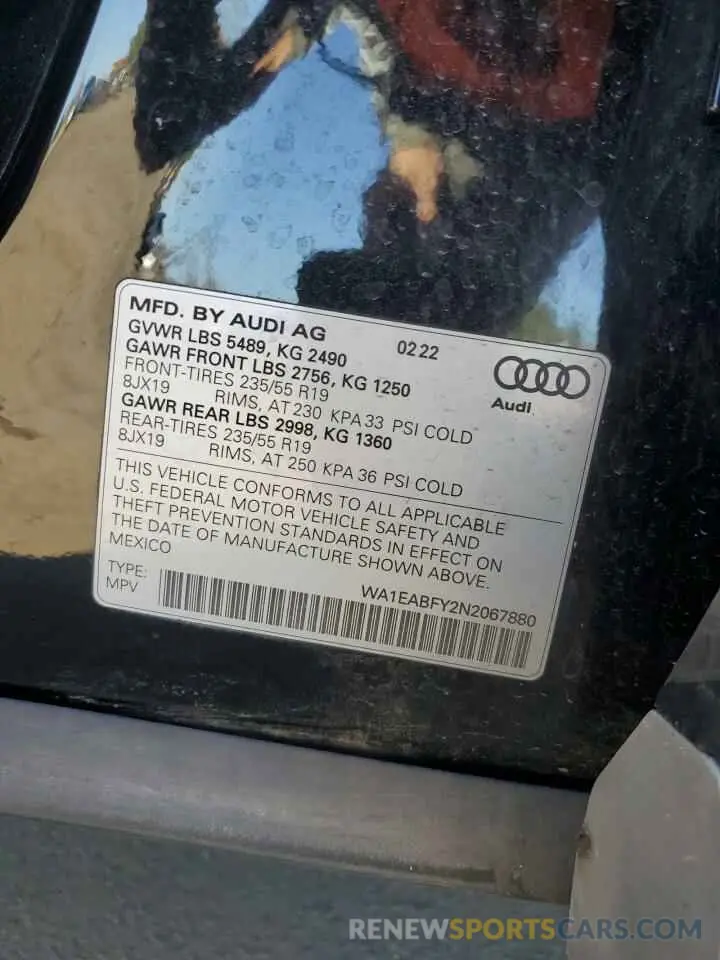 MFD. BY AUDI AG 02 22
GVWR LBS 5489, KG 2490
GAWR FRONT LBS 2756, KG 1250
FRONT-TIRES 235/55 R19
8JX19 RIMS, AT 230 KPA 33 PSI COLD
GAWR REAR LBS 2998, KG 1360
REAR-TIRES 235/55 R19
8JX19 RIMS, AT 250 KPA 36 PSI COLD
Audi
THIS VEHICLE CONFORMS TO ALL APPLICABLE
U.S. FEDERAL MOTOR VEHICLE SAFETY AND
THEFT PREVENTION STANDARDS IN EFFECT ON
THE DATE OF MANUFACTURE SHOWN ABOVE.
MEXICO
TYPE: WA1EABFY2N2067880
MPV
RENEWSPORTSCARS.COM